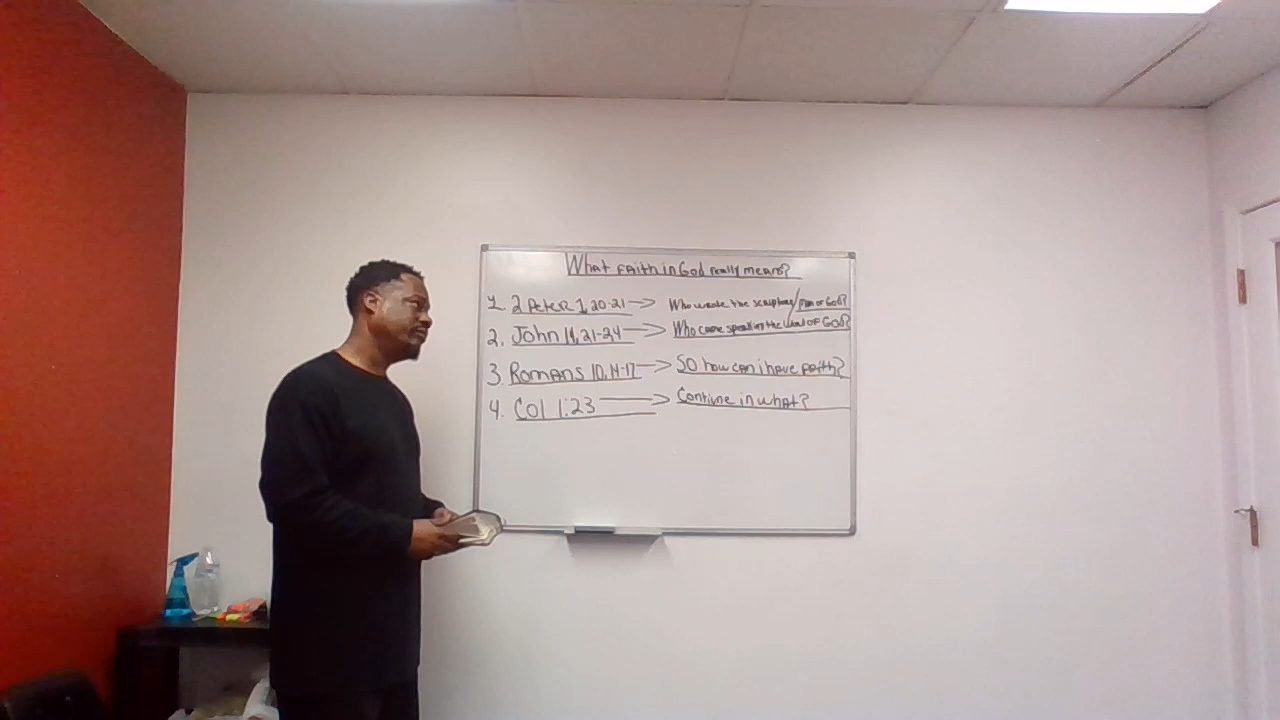 What faith in God really means?
1. 2 Peter 1,20-21 → Who wrote the scripture/man or God?
2. John 14,21-24 → Who came speaking the word of God?
3 Romans 10,14-17 → So how can i have faith?
4. Col 1:23 → Continue in what?